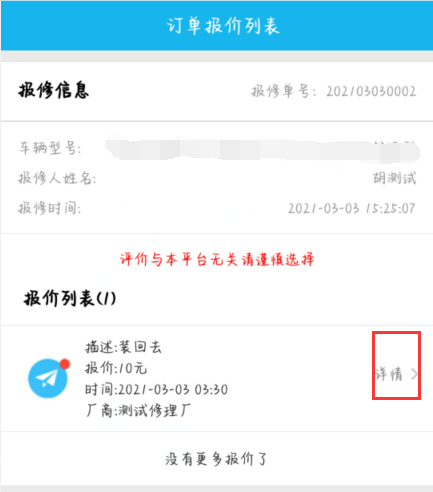 订单报价列表
报修信息 报修单号：202103030002
车辆型号:
报修人姓名: 胡测试
报修时间: 2021-03-03 15:25:07
评价与本平台无关请谨慎选择
报价列表(1)
描述:装回去
报价:10元
时间:2021-03-03 03:30
厂商:测试修理厂
详情 >
没有更多报价了